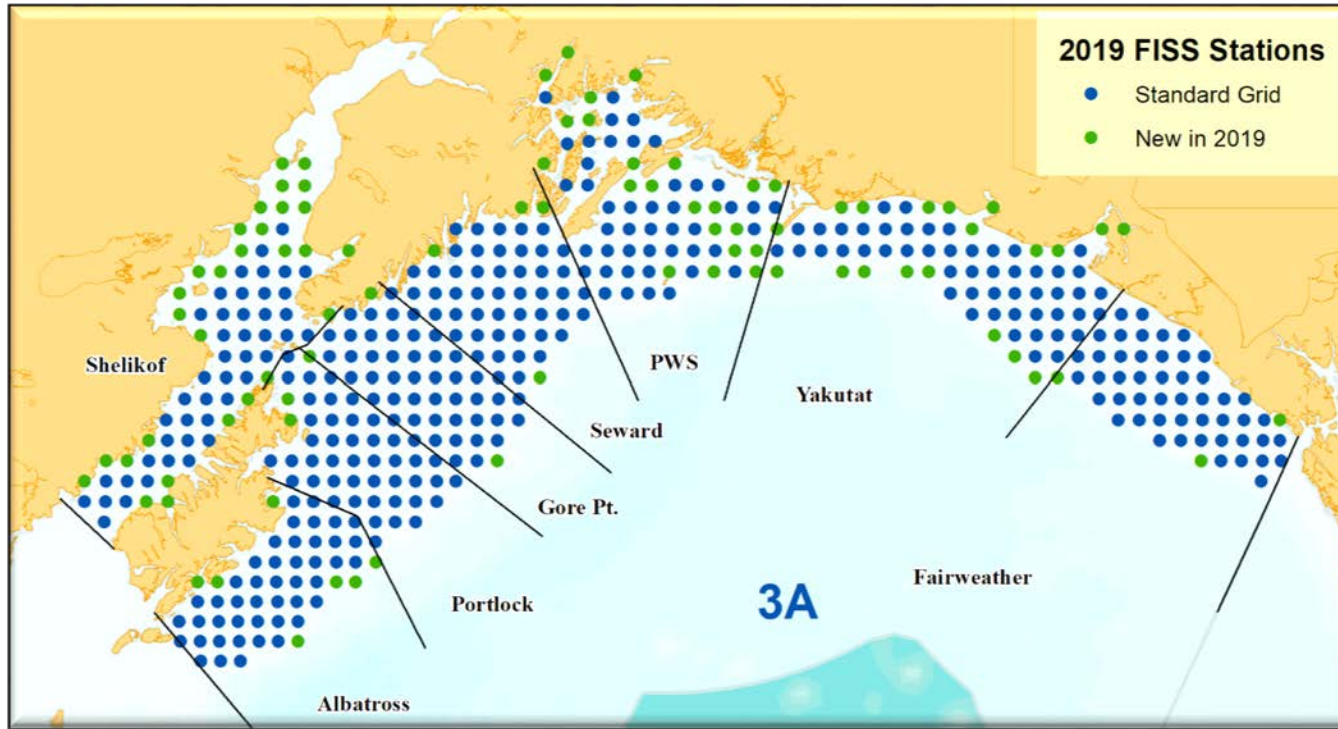 2019 FISS Stations
Standard Grid
New in 2019
Shelikof
PWS
Yakutat
Seward
Gore Pt.
Fairweather
Portlock
3A
Albatross